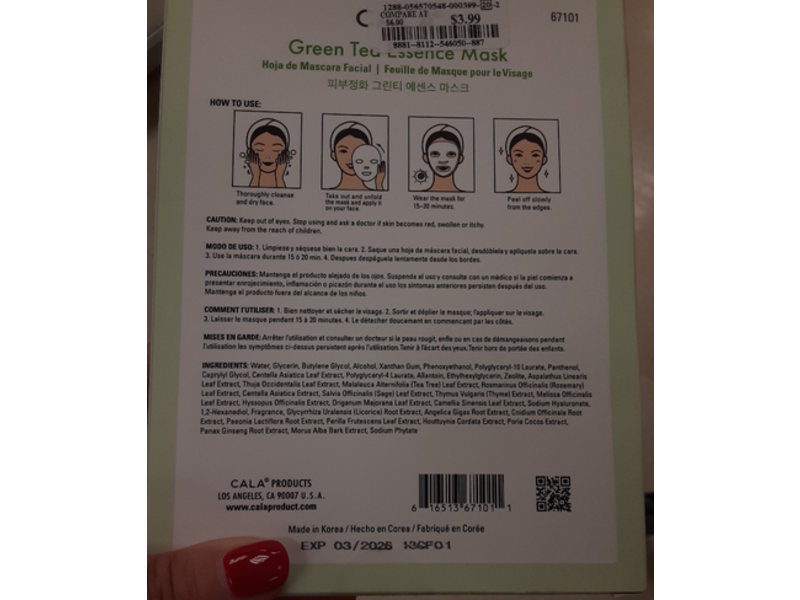 1288-056570548-000399-20-2
COMPARE AT
$6.00
$3.99
8881-8112-546050-887
67101
Green Tea Essence Mask
Hoja de Mascara Facial | Feuille de Masque pour le Visage
피부정화 그린티 에센스 마스크
HOW TO USE:
Thoroughly cleanse
and dry face.
Take out and unfold
the mask and apply it
on your face.
Wear the mask for
15-20 minutes.
Peel off slowly
from the edges.
CAUTION: Keep out of eyes. Stop using and ask a doctor if skin becomes red, swollen or itchy.
Keep away from the reach of children.
MODO DE USO: 1. Limpiese y séquese bien la cara. 2. Saque una hoja de máscara facial, dasdóblela y aplíquela sobre la cara.
3. Use la máscara durante 15 ò 20 min. 4. Despues despéguela lentamente desde los bordes.
PRECAUCIONES: Mantenga el producto alejado de los ojos. Suspenda el uso y consulte con un médico si la piel comienza a
presentar enrojecimiento, inflamación o picazón durante el uso o los síntomas anteriores persisten después del uso.
Mantenga el producto fuera del alcance de los niños.
COMMENT l'UTILISER: 1. Bien nettoyer et sécher le visage. 2. Sortir et déplier le masque; l'appliquer sur le visage.
3. Laisser le masque pendant 15 à 20 minutes. 4. Le détacher doucement en commencant par les côtés.
MISES EN GARDE: Arrêter l'utilisation et consulter un docteur si le peau rougit, enfle ou en cas de démangeaisons pendant
l'utilisation les symptômes ci-dessus persistent après l'utilisation.Tenir à l'écart des yeux.Tenir hors de portée des enfants.
INGREDIENTS: Water, Glycerin, Butylene Glycol, Alcohol, Xanthan Gum, Phenoxyethanol, Polyglyceryl-10 Laurate, Panthenol,
Caprylyl Glycol, Centella Asiatica Leaf Extract, Polyglyceryl-4 Laurate, Allantoin, Ethylhexylglycerin, Zeolite, Aspalathus Linearis
Leaf Extract, Thuja Occidentalis Leaf Extract, Melaleuca Alternifolia (Tea Tree) Leaf Extract, Rosmarinus Officinalis (Rosemary)
Leaf Extract, Centella Asiatica Extract, Salvia Officinalis (Sage) Leaf Extract, Thymus Vulgaris (Thyme) Extract, Melissa Officinalis
Leaf Extract, Hyssopus Officinalis Extract, Origanum Majorana Leaf Extract, Camellia Sinensis Leaf Extract, Sodium Hyaluronate,
1,2-Hexanediol, Fragrance, Glycyrrhiza Uralensis (Licorice) Root Extract, Angelica Gigas Root Extract, Cnidium Officinale Root
Extract, Paeonia Lactiflora Root Extract, Perilla Frutescens Leaf Extract, Houttuynia Cordata Extract, Poria Cocos Extract,
Panax Ginseng Root Extract, Morus Alba Bark Extract, Sodium Phytate
CALA® PRODUCTS
LOS ANGELES, CA 90007 U.S.A.
www.calaproduct.com
6 16513 67101 1
Made in Korea / Hecho en Corea / Fabriqué en Corée
EXP 03/2026 13GF01